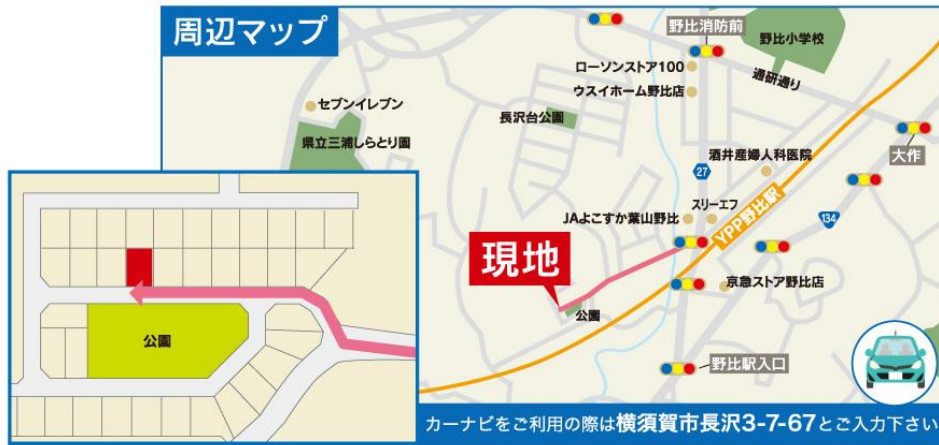 周辺マップ
野比消防前
野比小学校
ローソンストア100
通研通り
ウスイホーム野比店
セブンイレブン
長沢台公園
県立三浦しらとり園
大作
酒井産婦人科医院
27
スリーエフ
JAよこすか葉山野比
YPP野比駅
134
現地
京急ストア野比店
公園
公園
野比駅入口
カーナビをご利用の際は横須賀市長沢3-7-67とご入力下さい